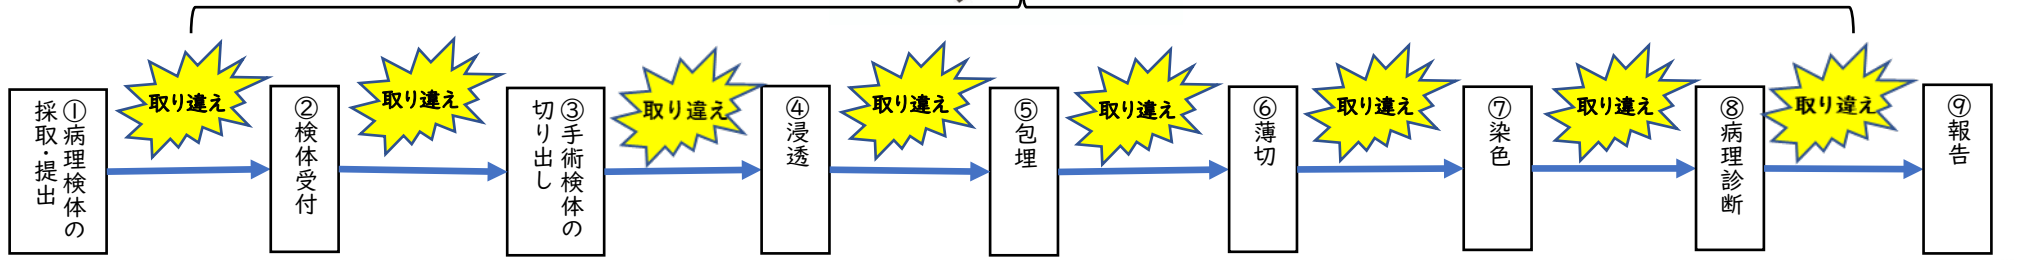 ①病理検体の
採取・提出
取り違え
②検体受付
取り違え
③手術検体の
切り出し
取り違え
④浸透
取り違え
⑤包埋
取り違え
⑥薄切
取り違え
⑦染色
取り違え
⑧病理診断
取り違え
⑨報告